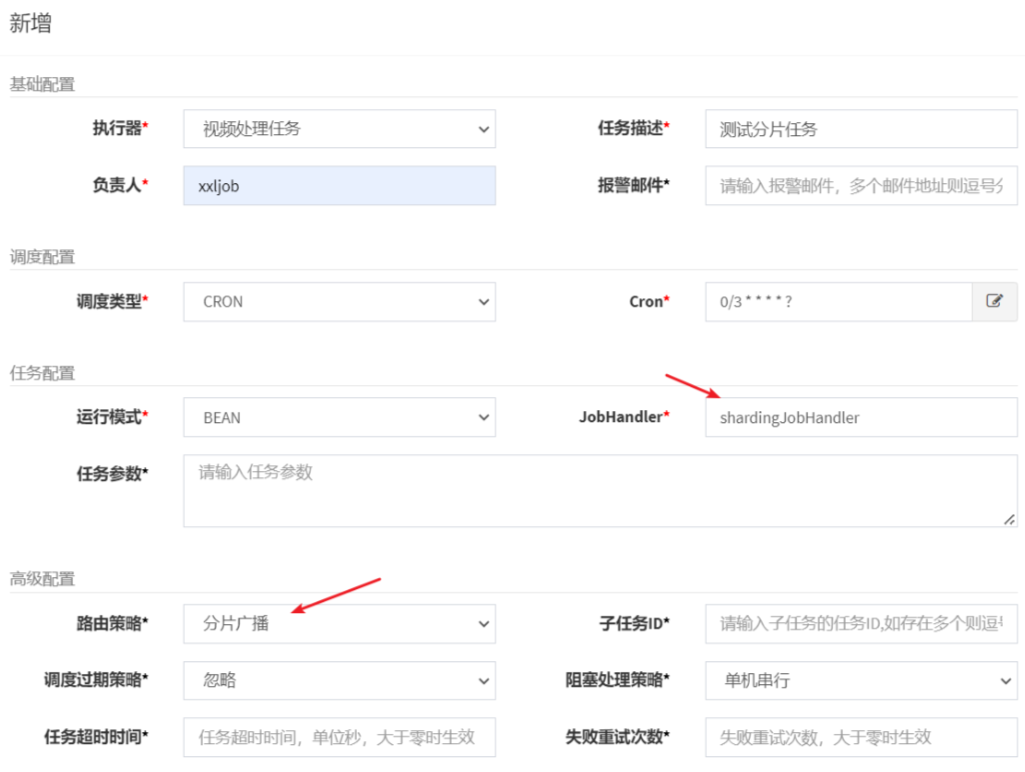 新增
基础配置
执行器* 视频处理任务 任务描述* 测试分片任务
负责人* xxljob 报警邮件* 请输入报警邮件，多个邮件地址则逗号分
调度配置
调度类型* CRON Cron* 0/3 * * * * ?
任务配置
运行模式* BEAN JobHandler* shardingJobHandler
任务参数* 请输入任务参数
高级配置
路由策略* 分片广播 子任务ID* 请输入子任务的任务ID,如存在多个则逗
调度过期策略* 忽略 阻塞处理策略* 单机串行
任务超时时间* 任务超时时间，单位秒，大于零时生效 失败重试次数* 失败重试次数，大于零时生效